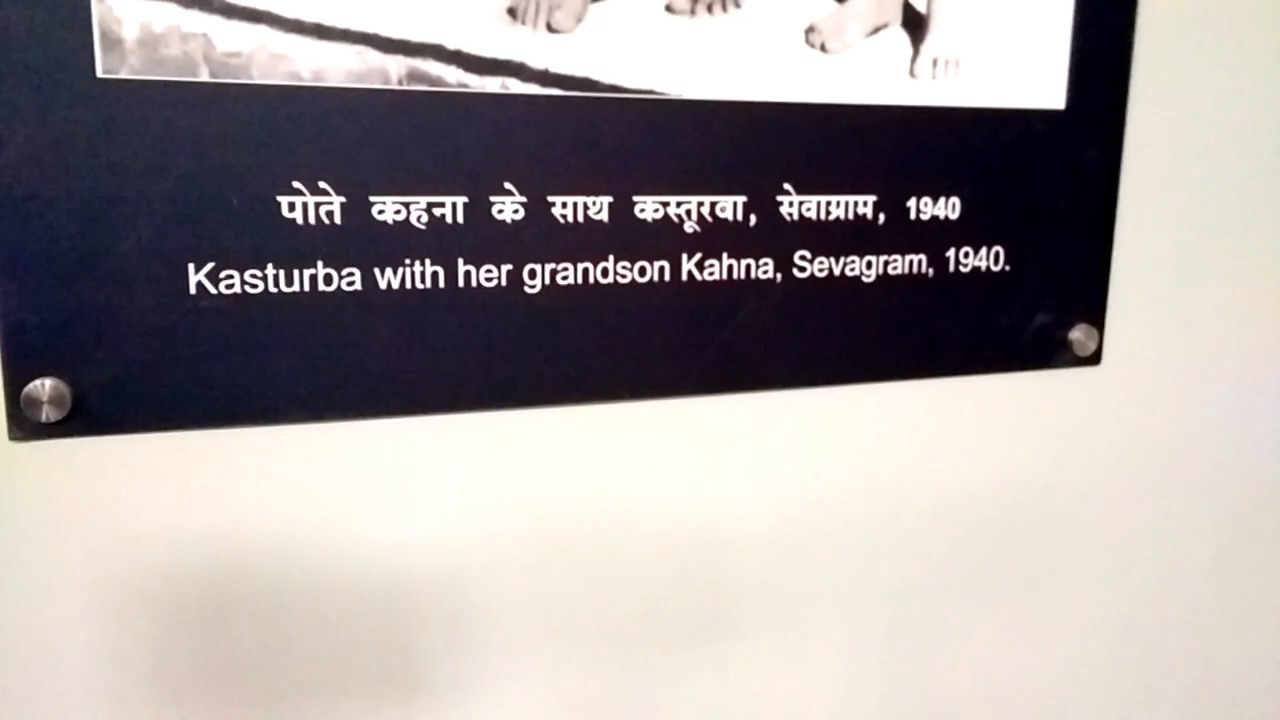 पोते कहना के साथ कस्तूरबा, सेवाग्राम, 1940
Kasturba with her grandson Kahna, Sevagram, 1940.